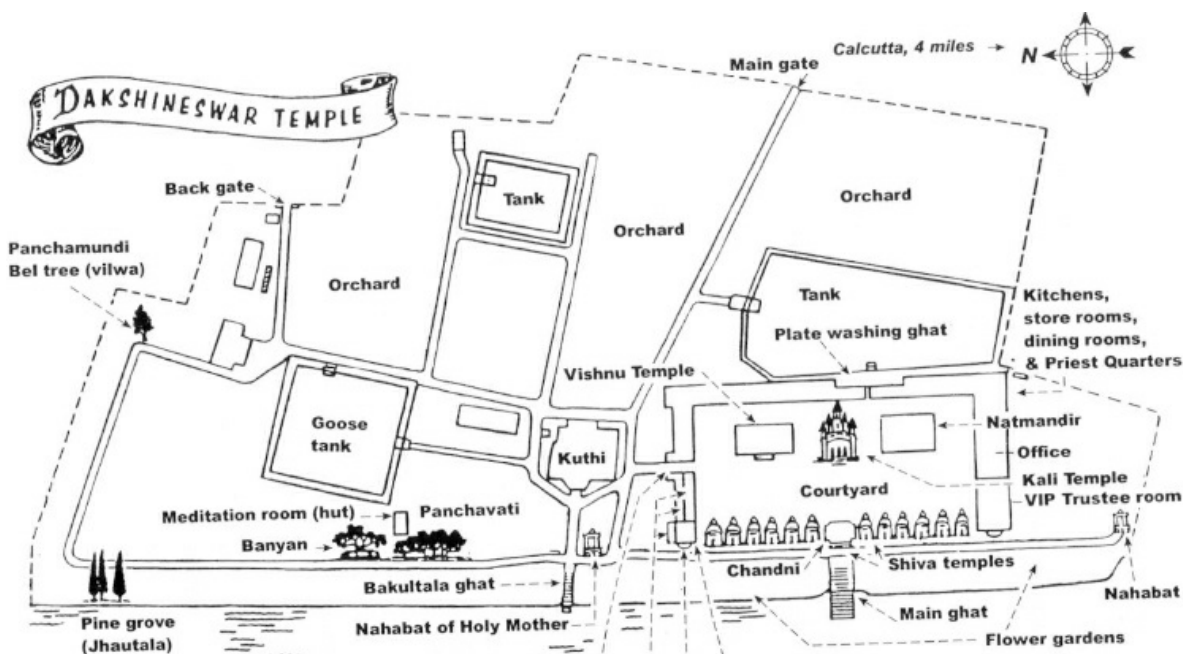 DAKSHINESWAR TEMPLE
Calcutta, 4 miles
N
Main gate
Back gate
Tank
Orchard
Orchard
Orchard
Panchamundi
Bel tree (vilwa)
Tank
Kitchens,
store rooms,
dining rooms,
& Priest Quarters
Plate washing ghat
Vishnu Temple
Goose
tank
Kuthi
Natmandir
Office
Kali Temple
Courtyard
VIP Trustee room
Meditation room (hut)
Panchavati
Banyan
Chandni
Shiva temples
Bakultala ghat
Nahabat
Main ghat
Pine grove
(Jhautala)
Nahabat of Holy Mother
Flower gardens